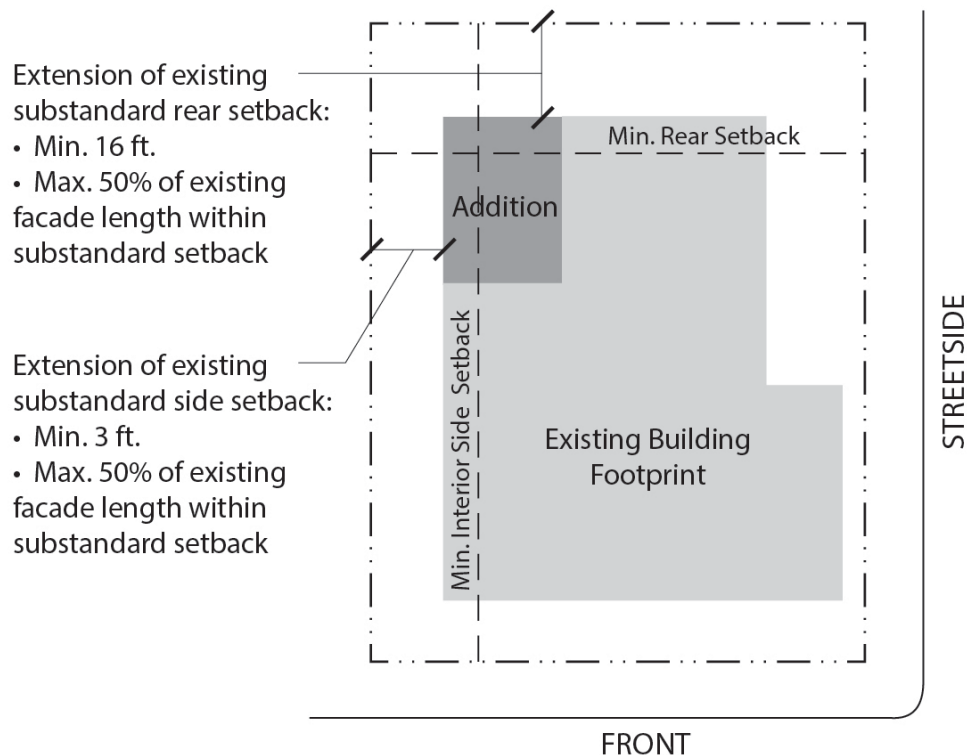 Extension of existing
substandard rear setback:
• Min. 16 ft.
• Max. 50% of existing
facade length within
substandard setback
Min. Rear Setback
Addition
Extension of existing
substandard side setback:
• Min. 3 ft.
• Max. 50% of existing
facade length within
substandard setback
Min. Interior Side Setback
Existing Building
Footprint
STREETSIDE
FRONT